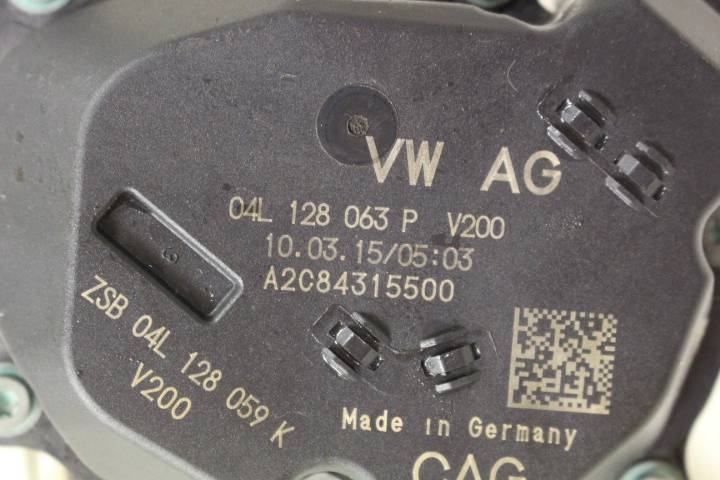 VW AG
04L 128 063 P V200
10.03.15/05:03
A2C84315500
ZSB 04L 128 059 K
V200
Made in Germany
CAG